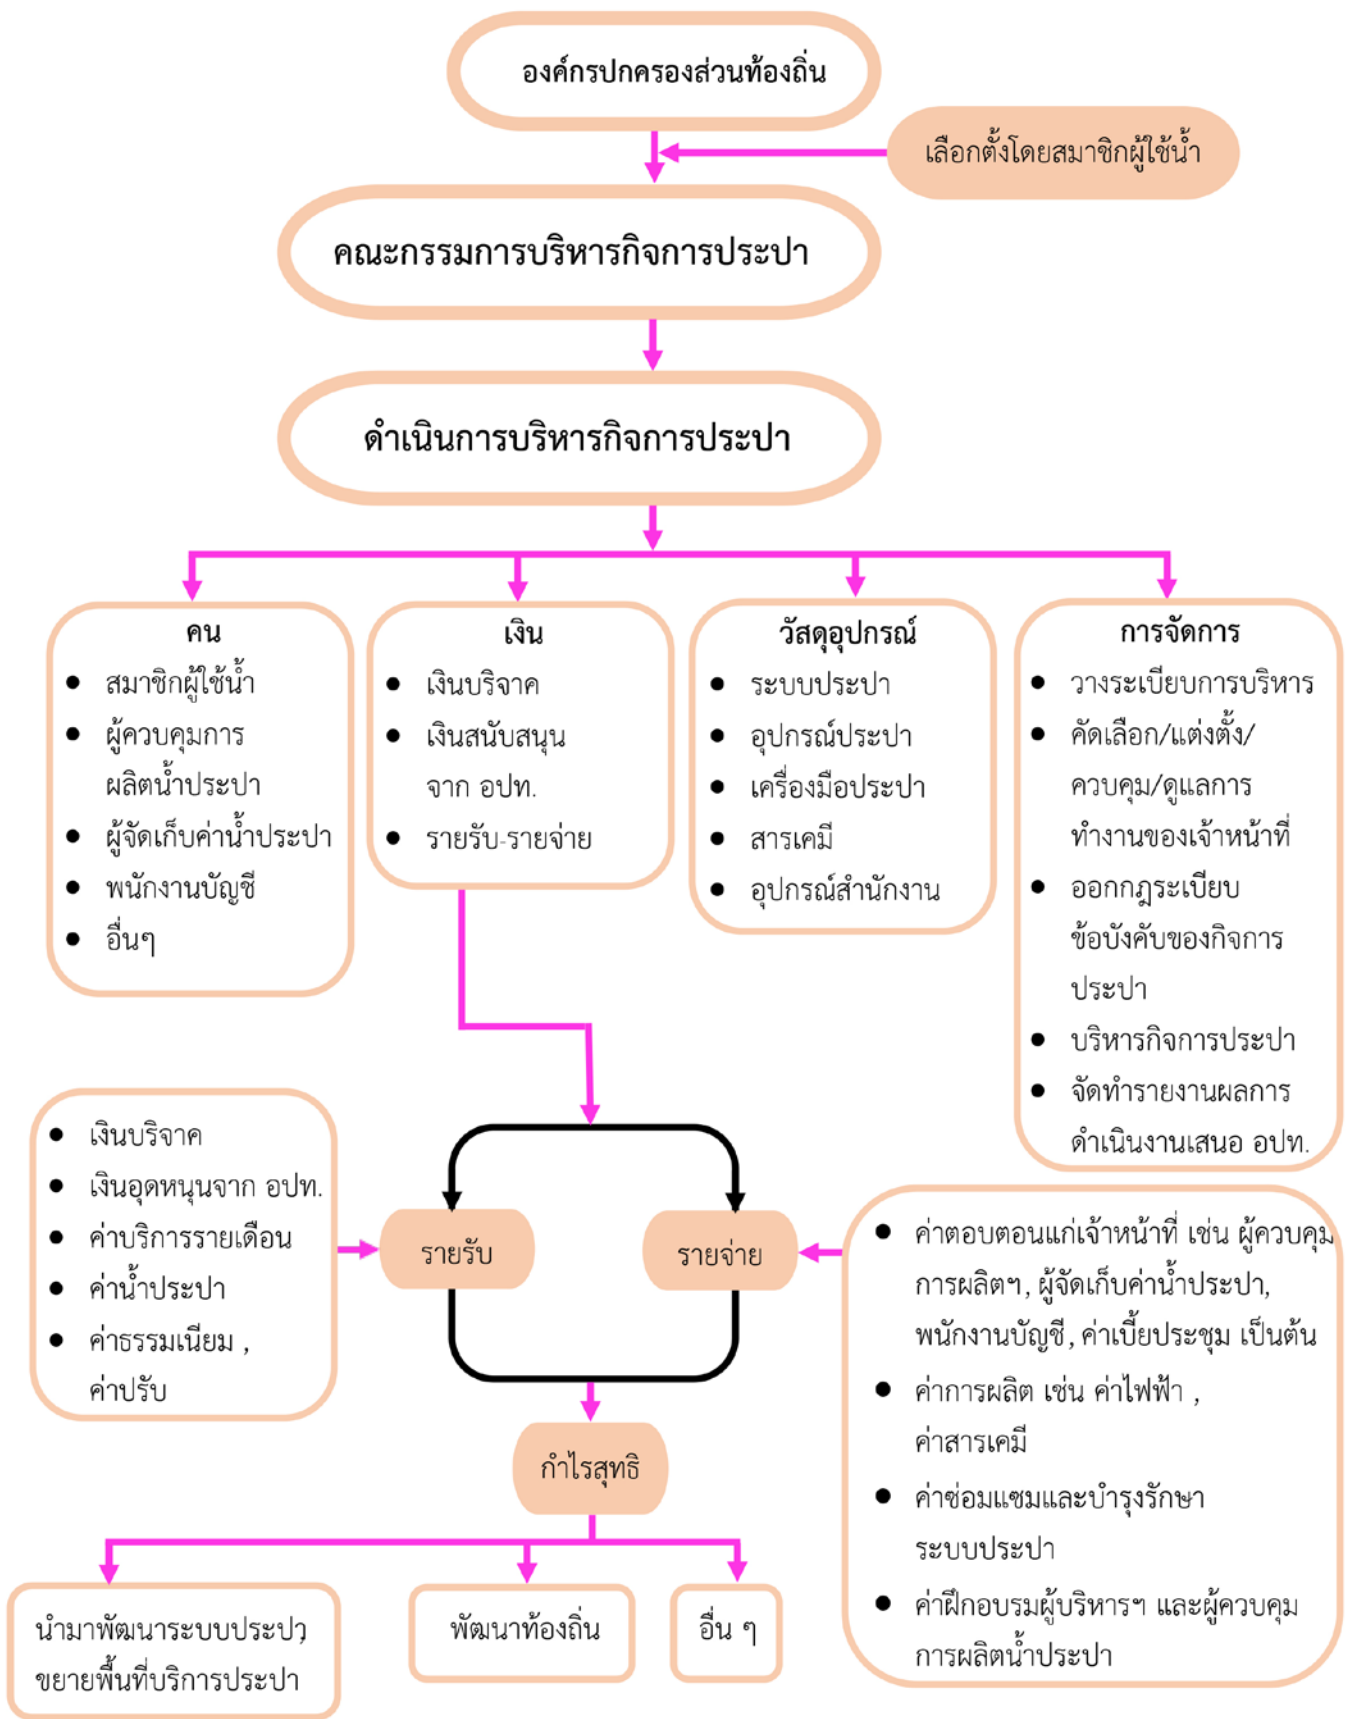 องค์กรปกครองส่วนท้องถิ่น
เลือกตั้งโดยสมาชิกผู้ใช้น้ำ
คณะกรรมการบริหารกิจการประปา
ดำเนินการบริหารกิจการประปา
คน
● สมาชิกผู้ใช้น้ำ
● ผู้ควบคุมการ
ผลิตน้ำประปา
● ผู้จัดเก็บค่าน้ำประปา
● พนักงานบัญชี
● อื่นๆ
เงิน
● เงินบริจาค
● เงินสนับสนุน
จาก อปท.
● รายรับ-รายจ่าย
วัสดุอุปกรณ์
● ระบบประปา
● อุปกรณ์ประปา
● เครื่องมือประปา
● สารเคมี
● อุปกรณ์สำนักงาน
การจัดการ
● วางระเบียบการบริหาร
● คัดเลือก/แต่งตั้ง/
ควบคุม/ดูแลการ
ทำงานของเจ้าหน้าที่
● ออกกฎระเบียบ
ข้อบังคับของกิจการ
ประปา
● บริหารกิจการประปา
● จัดทำรายงานผลการ
ดำเนินงานเสนอ อปท.
● เงินบริจาค
● เงินอุดหนุนจาก อปท.
● ค่าบริการรายเดือน
● ค่าน้ำประปา
● ค่าธรรมเนียม ,
ค่าปรับ
รายรับ
รายจ่าย
● ค่าตอบตอนแก่เจ้าหน้าที่ เช่น ผู้ควบคุม
การผลิตฯ, ผู้จัดเก็บค่าน้ำประปา,
พนักงานบัญชี, ค่าเบี้ยประชุม เป็นต้น
● ค่าการผลิต เช่น ค่าไฟฟ้า ,
ค่าสารเคมี
● ค่าซ่อมแซมและบำรุงรักษา
ระบบประปา
● ค่าฝึกอบรมผู้บริหารฯ และผู้ควบคุม
การผลิตน้ำประปา
กำไรสุทธิ
นำมาพัฒนาระบบประปา,
ขยายพื้นที่บริการประปา
พัฒนาท้องถิ่น
อื่น ๆ